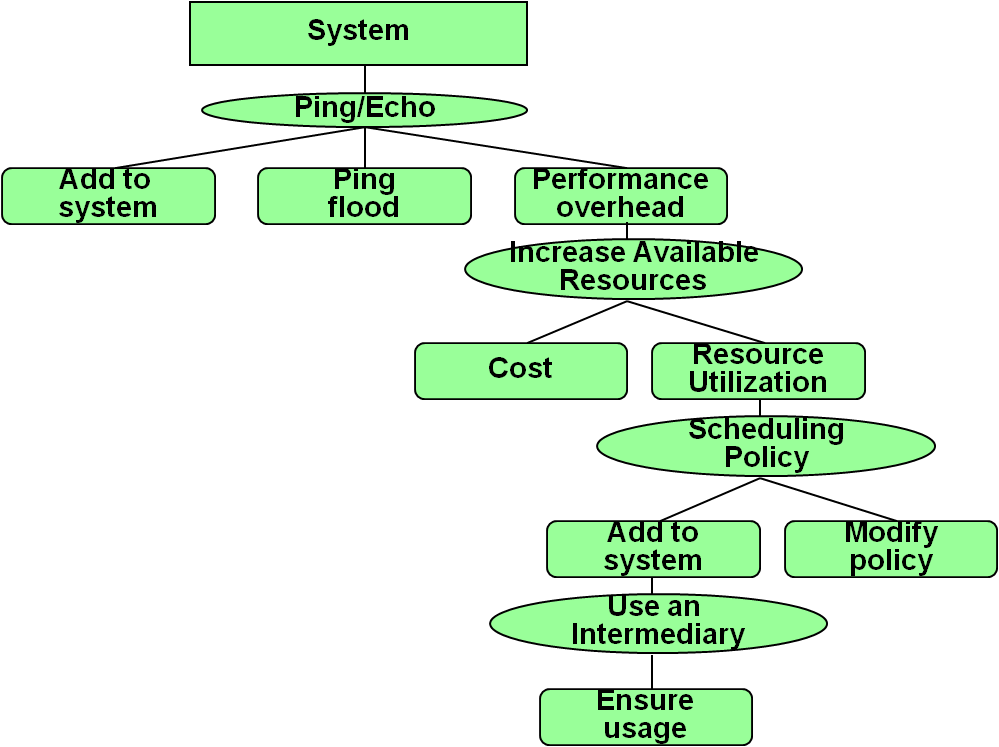 System
Ping/Echo
Add to
system
Ping
flood
Performance
overhead
Increase Available
Resources
Cost
Resource
Utilization
Scheduling
Policy
Add to
system
Modify
policy
Use an
Intermediary
Ensure
usage